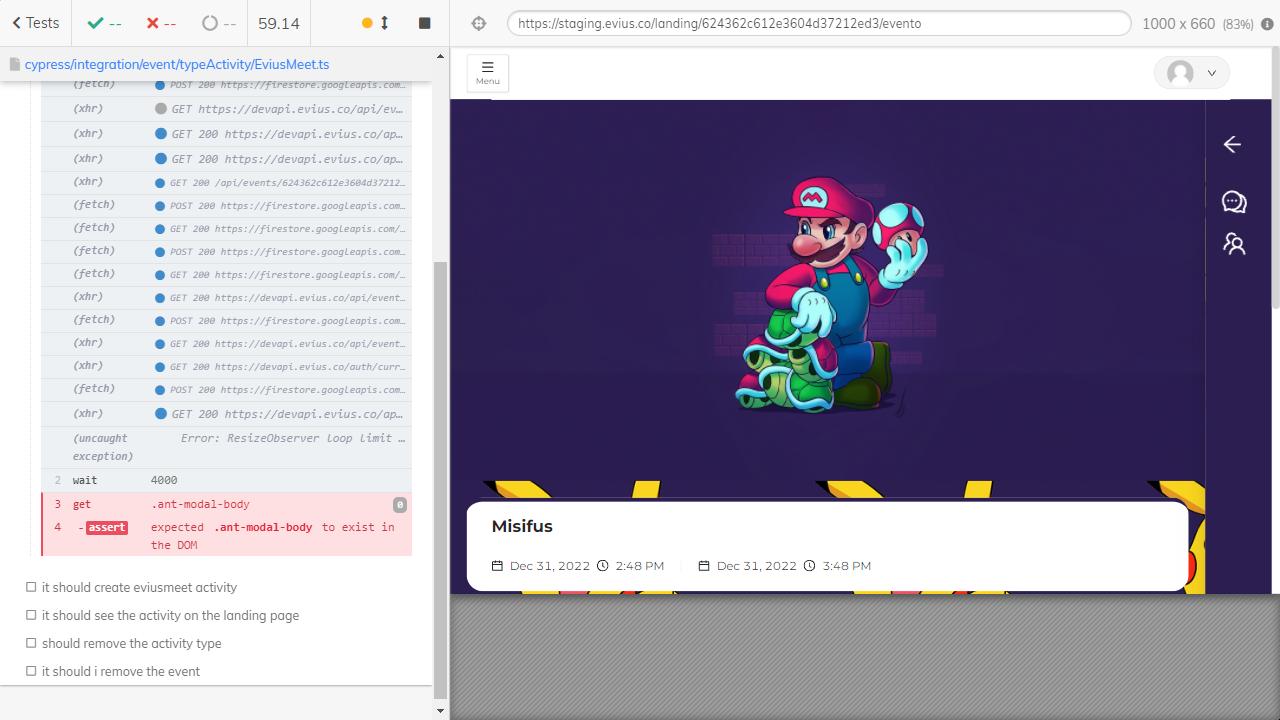 Tests
--
--
--
59.14
https://staging.evius.co/landing/624362c612e3604d37212ed3/evento
1000 x 660 (83%)
cypress/integration/event/typeActivity/EviusMeet.ts
(fetch) POST 200 https://firestore.googleapis.com…
(xhr) GET https://devapi.evius.co/api/ev…
(xhr) GET 200 https://devapi.evius.co/ap…
(xhr) GET 200 https://devapi.evius.co/ap…
(xhr) GET 200 /api/events/624362c612e3604d37212…
(fetch) POST 200 https://firestore.googleapis.com…
(fetch) GET 200 https://firestore.googleapis.com/…
(fetch) POST 200 https://firestore.googleapis.com…
(fetch) GET 200 https://firestore.googleapis.com/…
(xhr) GET 200 https://devapi.evius.co/api/event…
(fetch) POST 200 https://firestore.googleapis.com…
(xhr) GET 200 https://devapi.evius.co/api/event…
(xhr) GET 200 https://devapi.evius.co/auth/curr…
(fetch) POST 200 https://firestore.googleapis.com…
(xhr) GET 200 https://devapi.evius.co/ap…
(uncaught exception) Error: ResizeObserver loop limit …
2 wait 4000
3 get .ant-modal-body 0
4 -assert expected .ant-modal-body to exist in
the DOM
it should create eviusmeet activity
it should see the activity on the landing page
should remove the activity type
it should i remove the event
Menu
M
Misifus
Dec 31, 2022 2:48 PM Dec 31, 2022 3:48 PM